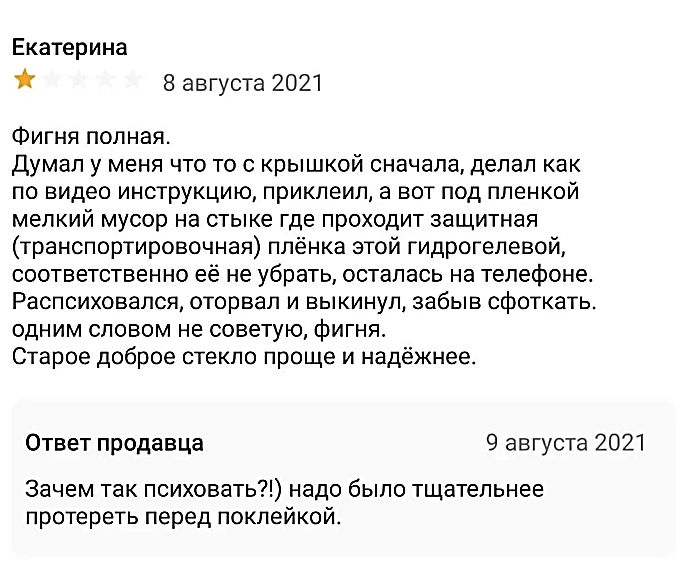 Екатерина
8 августа 2021
Фигня полная.
Думал у меня что то с крышкой сначала, делал как
по видео инструкцию, приклеил, а вот под пленкой
мелкий мусор на стыке где проходит защитная
(транспортировочная) плёнка этой гидрогелевой,
соответственно её не убрать, осталась на телефоне.
Распсиховался, оторвал и выкинул, забыв сфоткать.
одним словом не советую, фигня.
Старое доброе стекло проще и надёжнее.
Ответ продавца
9 августа 2021
Зачем так психовать?!) надо было тщательнее
протереть перед поклейкой.